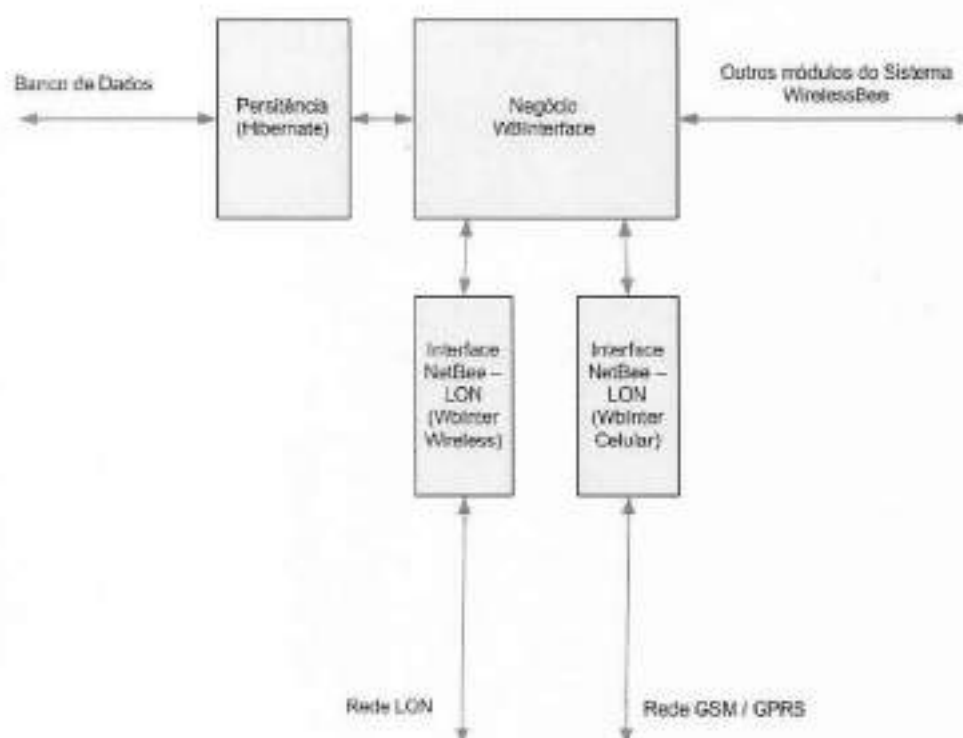 Banco de Dados
Persitência
(Hibernate)
Negócio
WBInterface
Outros módulos do Sistema
WirelessBee
Interface
NetBee –
LON
(WbInter
Wireless)
Interface
NetBee –
LON
(WbInter
Celular)
Rede LON
Rede GSM / GPRS